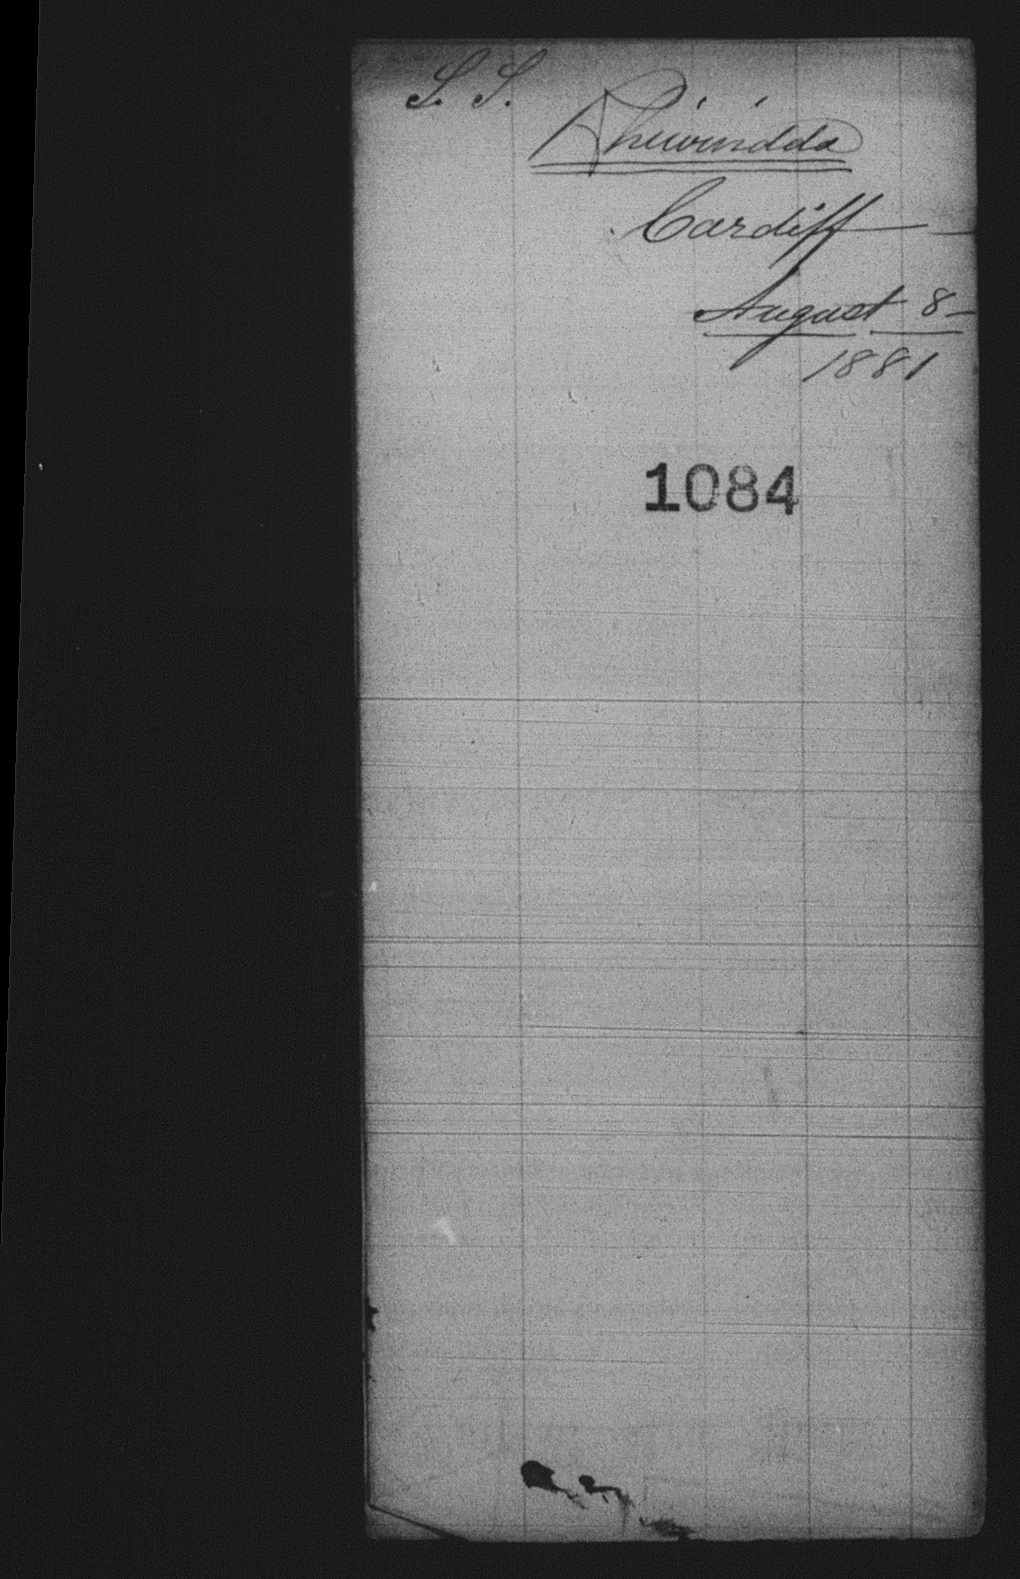 S. S.
Rhiwindda
Cardiff —
August 8 –
1881
1084